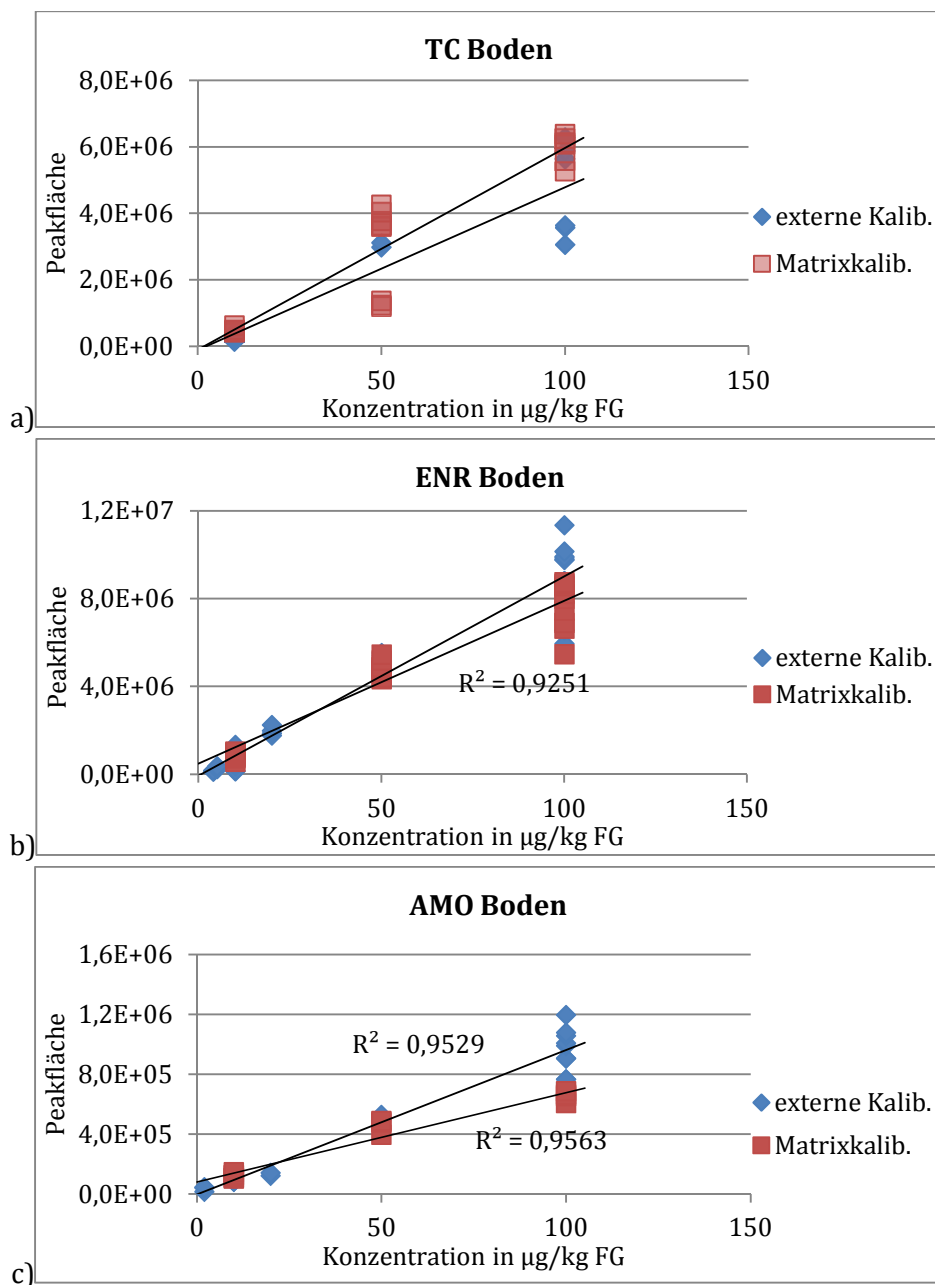 TC Boden
8,0E+06
6,0E+06
4,0E+06
2,0E+06
0,0E+00
Peakfläche
0 50 100 150
Konzentration in µg/kg FG
externe Kalib.
Matrixkalib.
a)
ENR Boden
1,2E+07
8,0E+06
4,0E+06
0,0E+00
Peakfläche
R² = 0,9251
0 50 100 150
Konzentration in µg/kg FG
externe Kalib.
Matrixkalib.
b)
AMO Boden
1,6E+06
1,2E+06
8,0E+05
4,0E+05
0,0E+00
Peakfläche
R² = 0,9529
R² = 0,9563
0 50 100 150
Konzentration in µg/kg FG
externe Kalib.
Matrixkalib.
c)